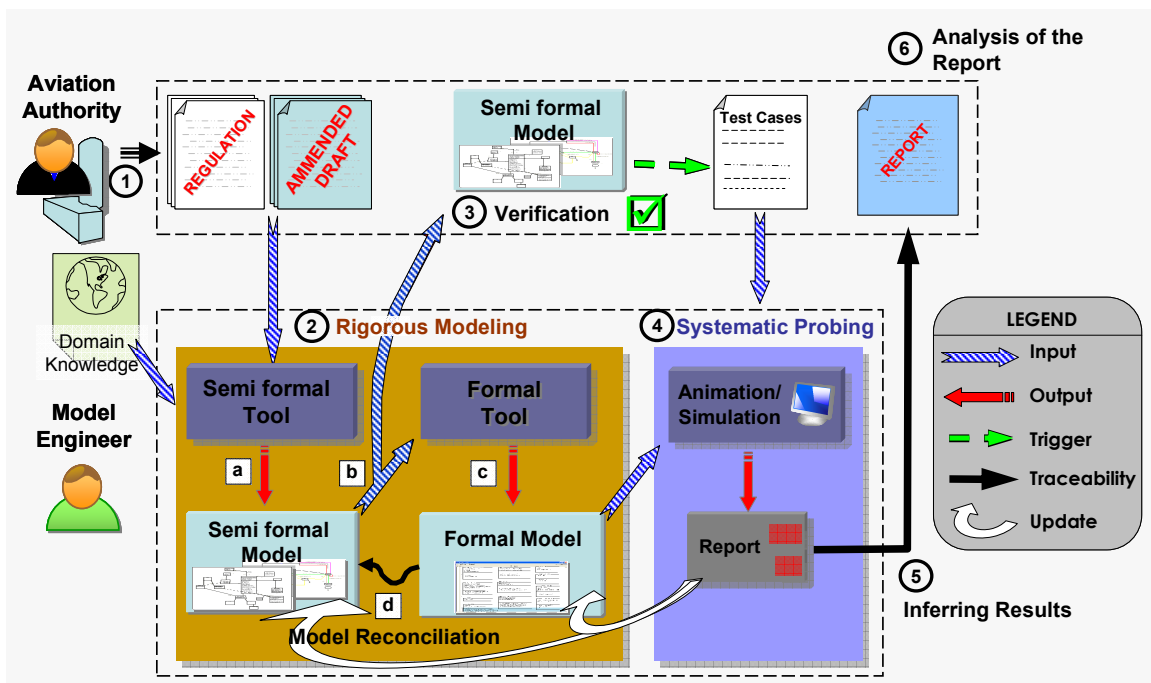 6
Analysis of the
Report
Aviation
Authority
1
REGULATION
AMMENDED
DRAFT
Semi formal
Model
Test Cases
REPORT
3 Verification
Domain
Knowledge
Model
Engineer
2 Rigorous Modeling
4 Systematic Probing
Semi formal
Tool
Formal
Tool
Animation/
Simulation
a
b
c
Semi formal
Model
Formal Model
Report
d
Model Reconciliation
5
Inferring Results
LEGEND
Input
Output
Trigger
Traceability
Update